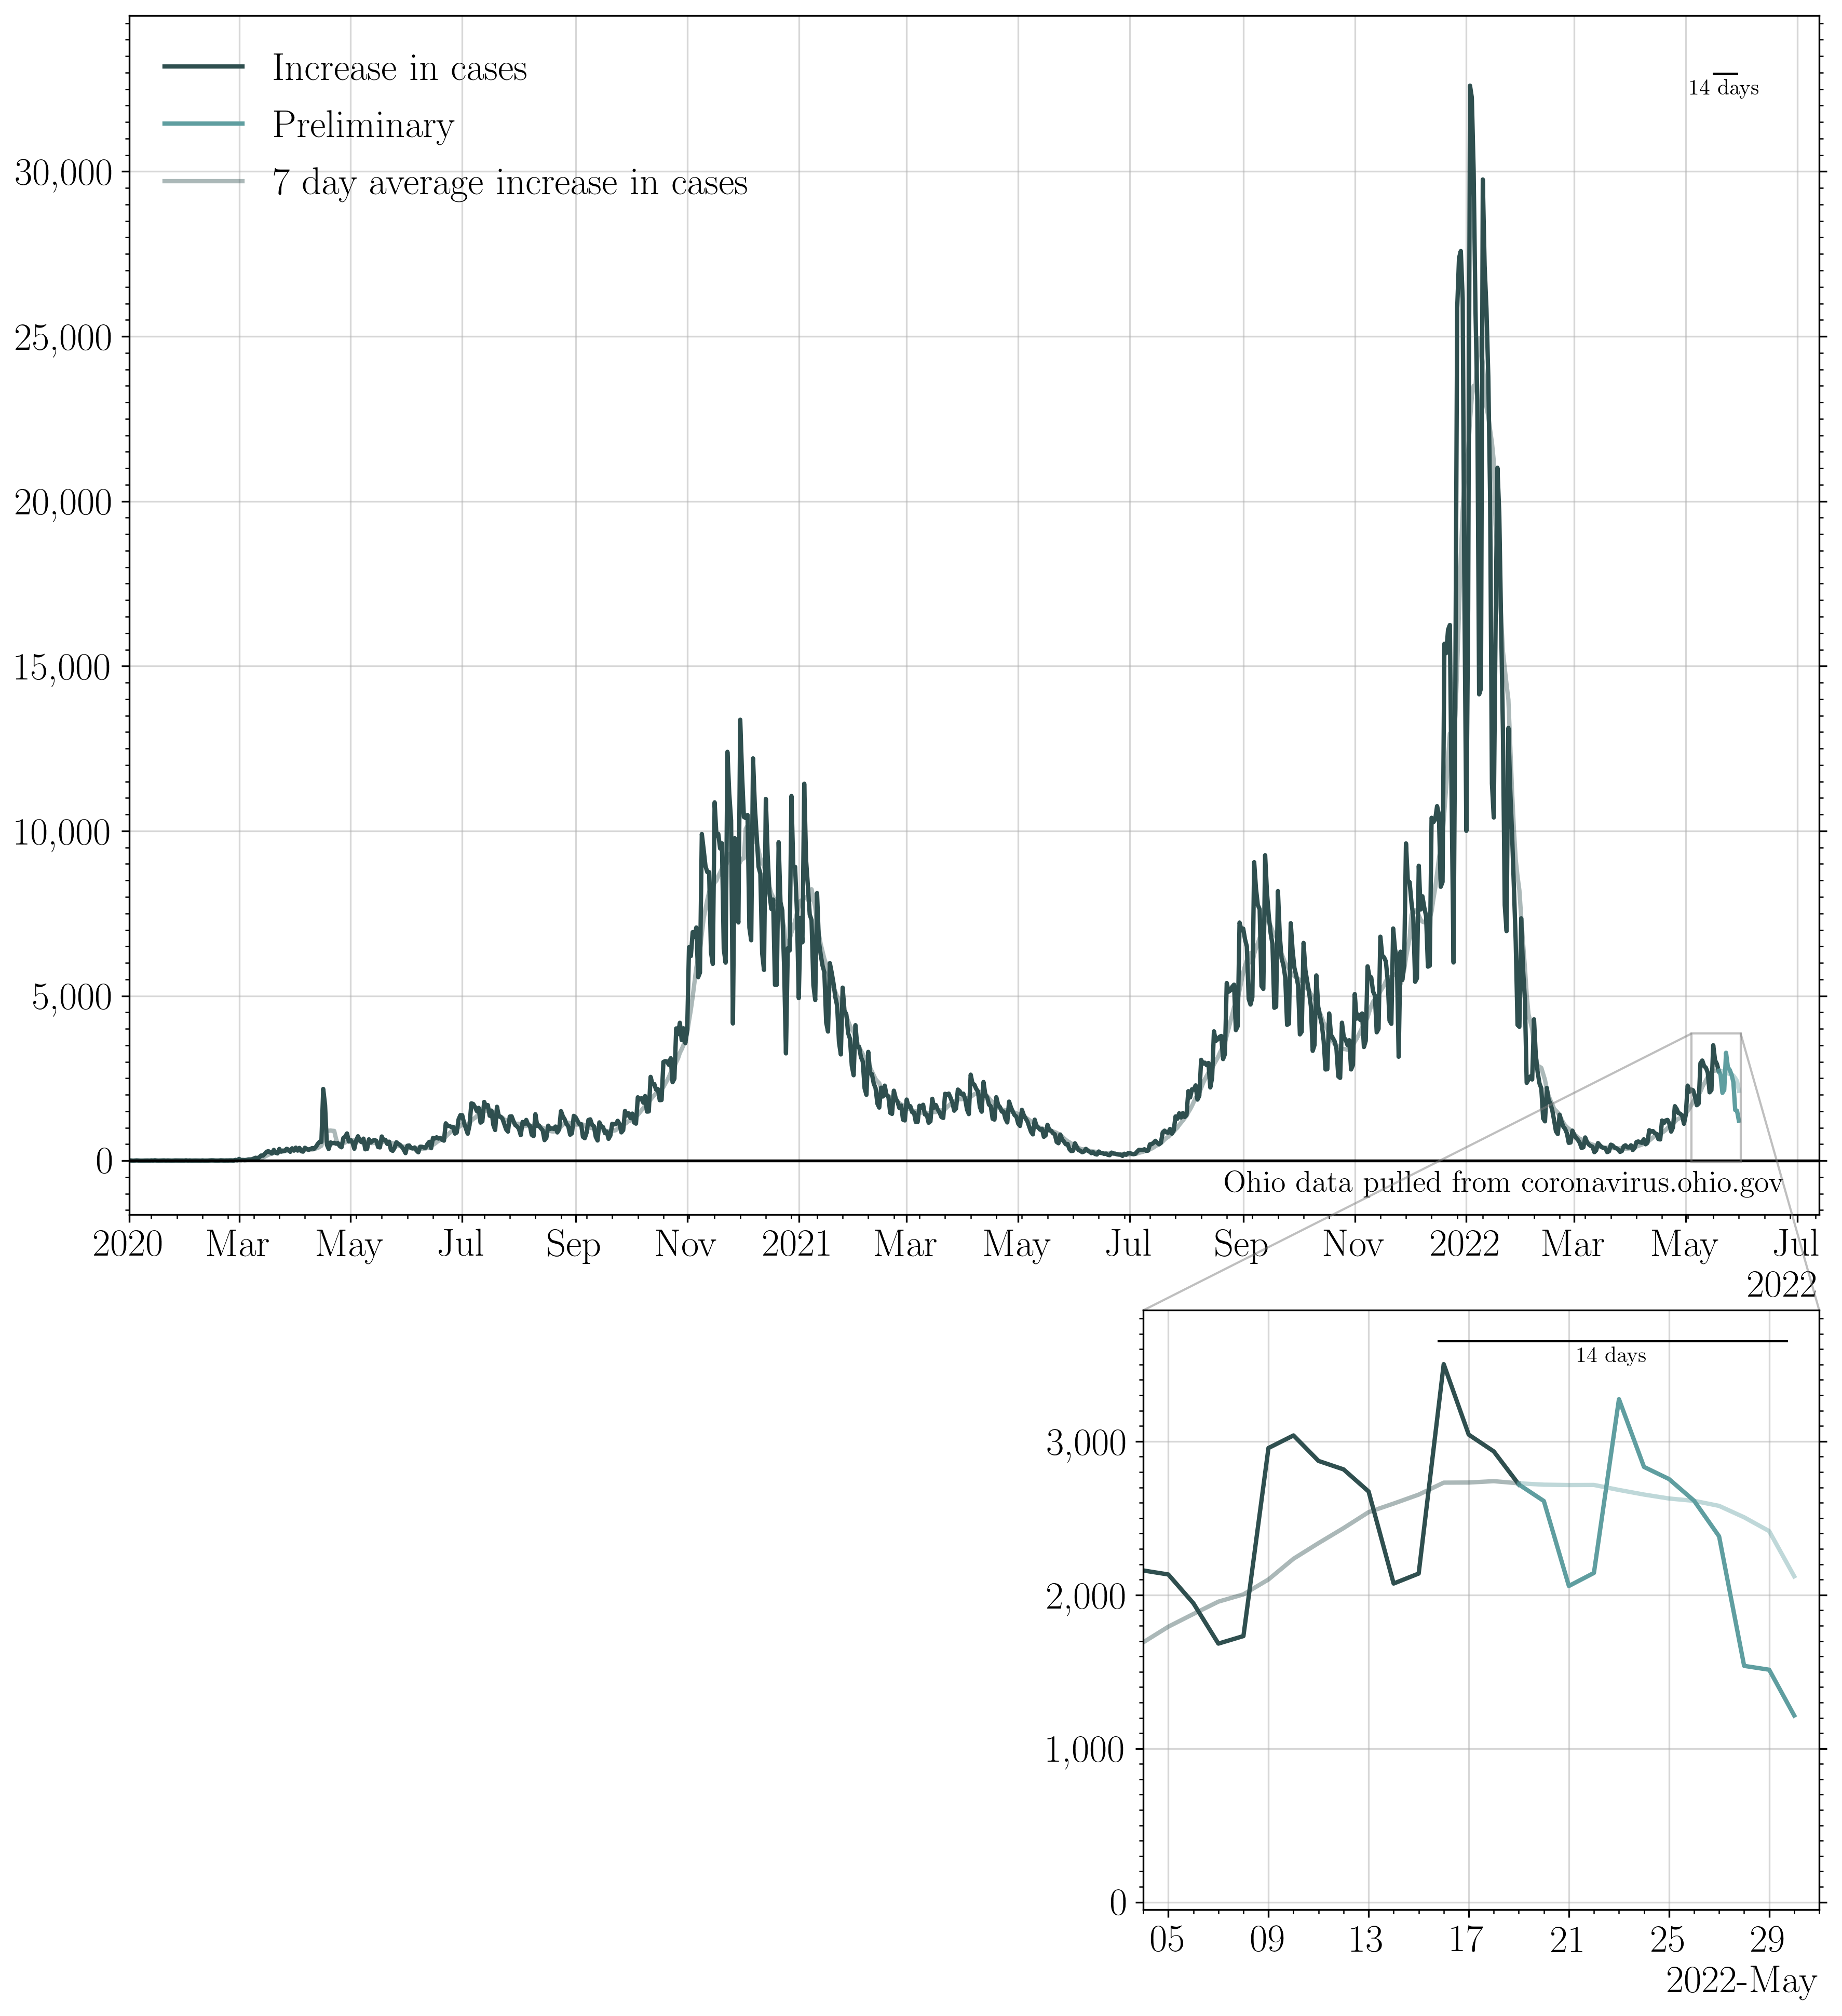 Increase in cases
Preliminary
7 day average increase in cases
14 days
30,000
25,000
20,000
15,000
10,000
5,000
0
Ohio data pulled from coronavirus.ohio.gov
2020 Mar May Jul Sep Nov 2021 Mar May Jul Sep Nov 2022 Mar May Jul
2022
14 days
3,000
2,000
1,000
0
05 09 13 17 21 25 29
2022-May